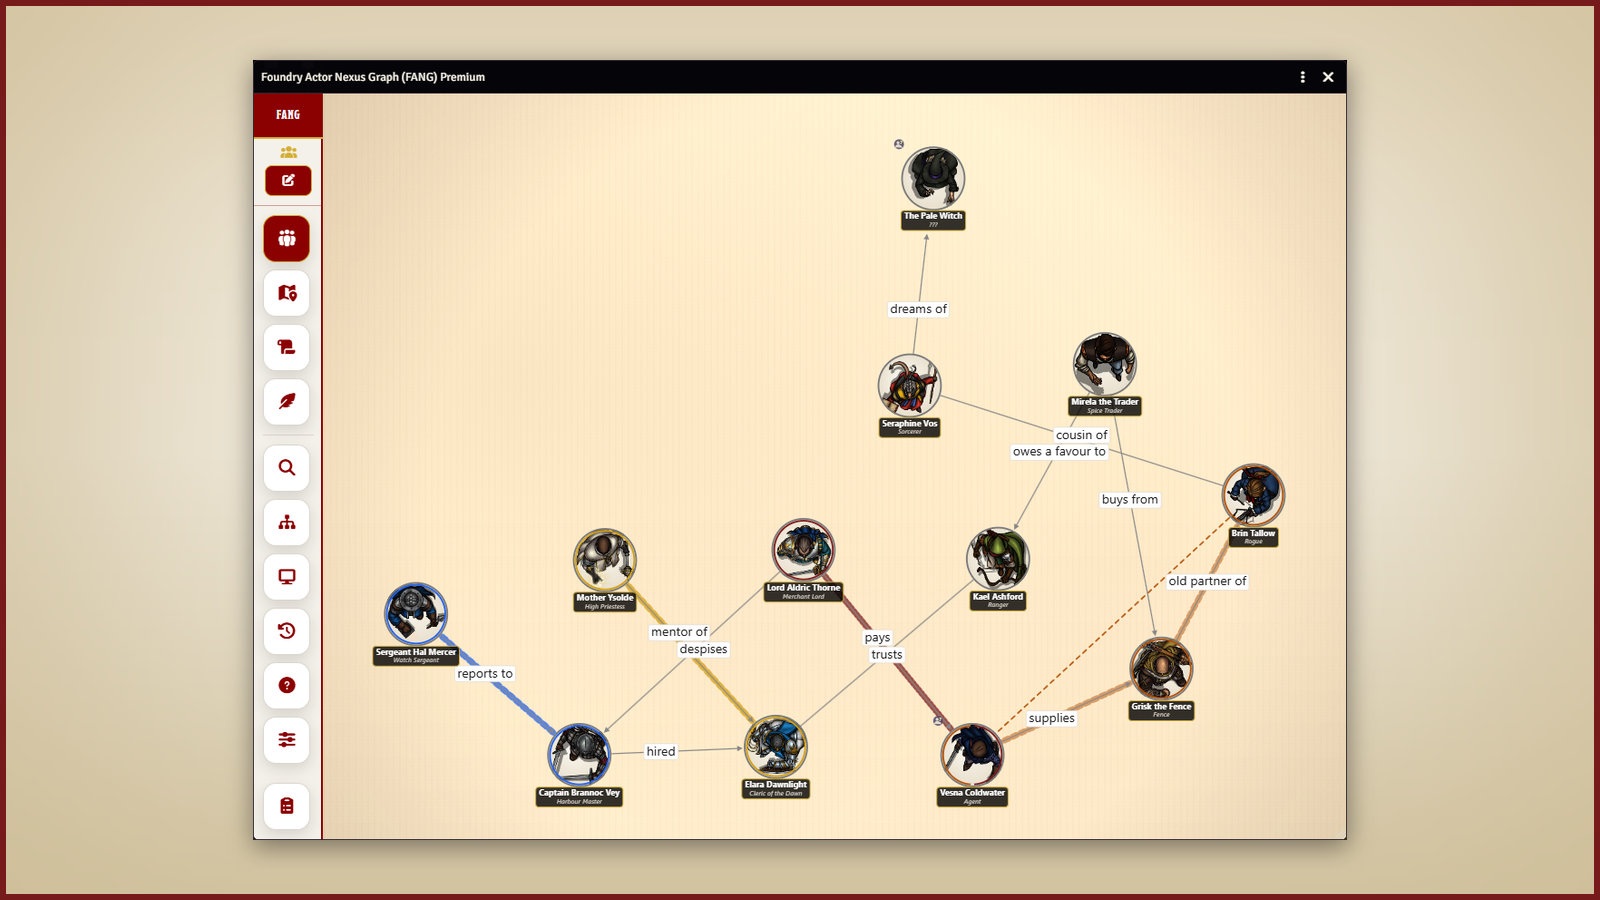 Foundry Actor Nexus Graph (FANG) Premium
FANG
The Pale Witch
???
dreams of
Seraphine Vos
Sorcerer
Mirela the Trader
Spice Trader
cousin of
owes a favour to
buys from
Brin Tallow
Rogue
old partner of
Mother Ysolde
High Priestess
Lord Aldric Thorne
Merchant Lord
Kael Ashford
Ranger
Sergeant Hal Mercer
Watch Sergeant
reports to
mentor of
despises
pays
trusts
Grisk the Fence
Fence
supplies
hired
Captain Brannoc Vey
Harbour Master
Elara Dawnlight
Cleric of the Dawn
Vesna Coldwater
Agent